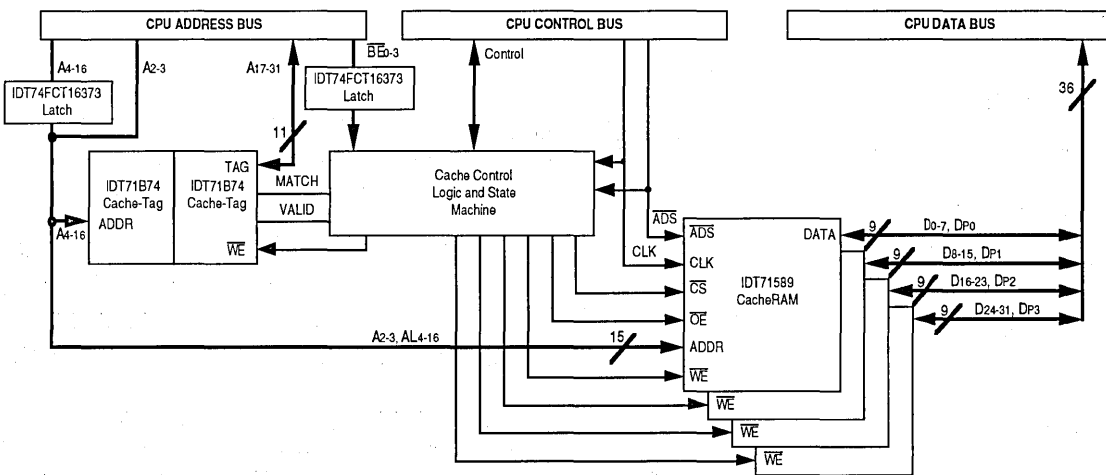 CPU ADDRESS BUS
CPU CONTROL BUS
CPU DATA BUS
A4-16
A2-3
A17-31
BE0-3
Control
36
IDT74FCT16373
Latch
IDT74FCT16373
Latch
11
IDT71B74
Cache-Tag
ADDR
TAG
IDT71B74
Cache-Tag
WE
MATCH
VALID
Cache Control
Logic and State
Machine
A4-16
ADS
CLK
ADS
CLK
CS
OE
ADDR
WE
DATA
IDT71589
CacheRAM
9
D0-7, DP0
9
D8-15, DP1
9
D16-23, DP2
9
D24-31, DP3
A2-3, AL4-16
15
WE
WE
WE